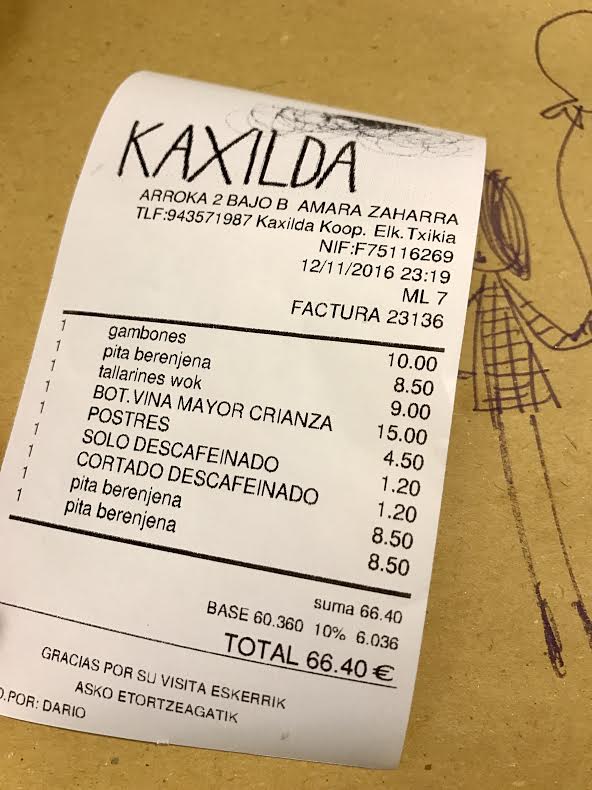 KAXILDA
ARROKA 2 BAJO B AMARA ZAHARRA
TLF:943571987 Kaxilda Koop. Elk.Txikia
NIF:F75116269
12/11/2016 23:19
ML 7
FACTURA 23136
1 gambones 10.00
1 pita berenjena 8.50
1 tallarines wok 9.00
1 BOT.VINA MAYOR CRIANZA 15.00
1 POSTRES 4.50
1 SOLO DESCAFEINADO 1.20
1 CORTADO DESCAFEINADO 1.20
1 pita berenjena 8.50
1 pita berenjena 8.50
suma 66.40
BASE 60.360 10% 6.036
TOTAL 66.40 €
GRACIAS POR SU VISITA ESKERRIK
ASKO ETORTZEAGATIK
O.POR: DARIO